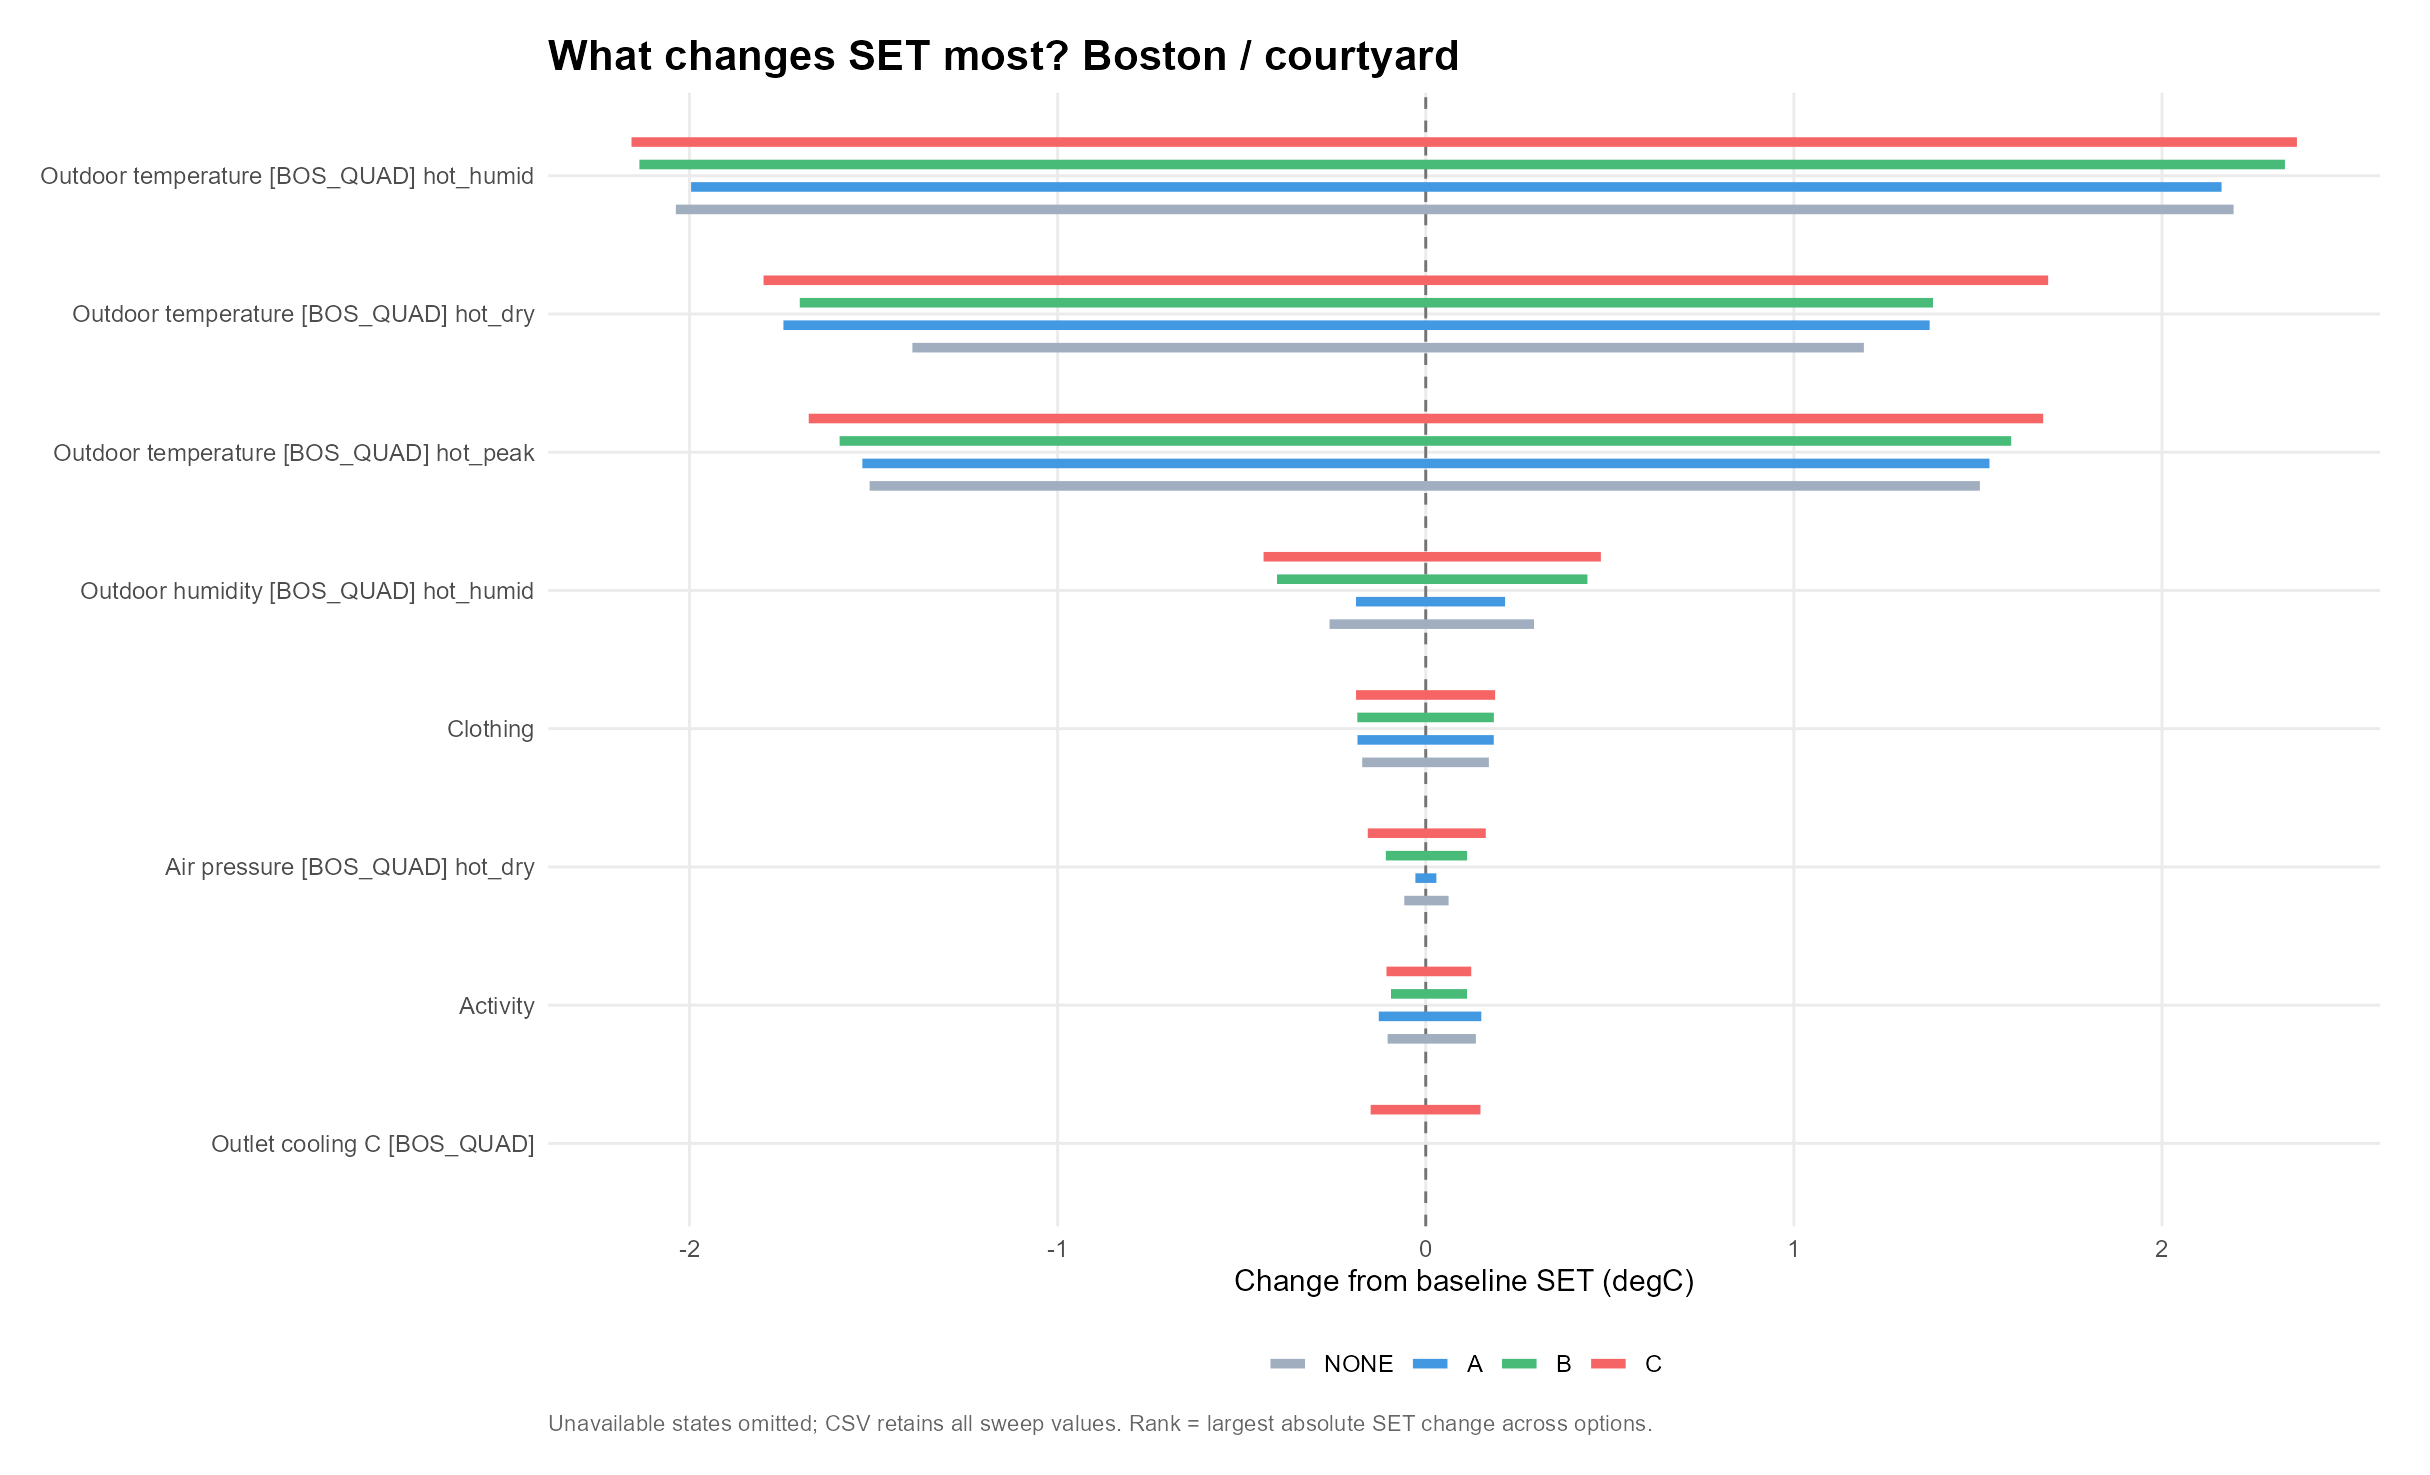 What changes SET most? Boston / courtyard
Outdoor temperature [BOS_QUAD] hot_humid
Outdoor temperature [BOS_QUAD] hot_dry
Outdoor temperature [BOS_QUAD] hot_peak
Outdoor humidity [BOS_QUAD] hot_humid
Clothing
Air pressure [BOS_QUAD] hot_dry
Activity
Outlet cooling C [BOS_QUAD]
-2 -1 0 1 2
Change from baseline SET (degC)
NONE A B C
Unavailable states omitted; CSV retains all sweep values. Rank = largest absolute SET change across options.